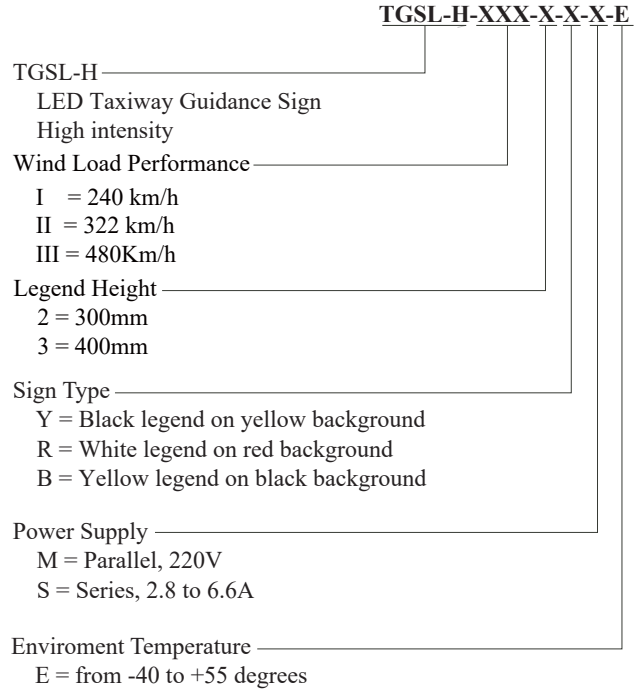 TGSL-H-XXX-X-X-X-E
TGSL-H
LED Taxiway Guidance Sign
High intensity
Wind Load Performance
I = 240 km/h
II = 322 km/h
III = 480Km/h
Legend Height
2 = 300mm
3 = 400mm
Sign Type
Y = Black legend on yellow background
R = White legend on red background
B = Yellow legend on black background
Power Supply
M = Parallel, 220V
S = Series, 2.8 to 6.6A
Enviroment Temperature
E = from -40 to +55 degrees